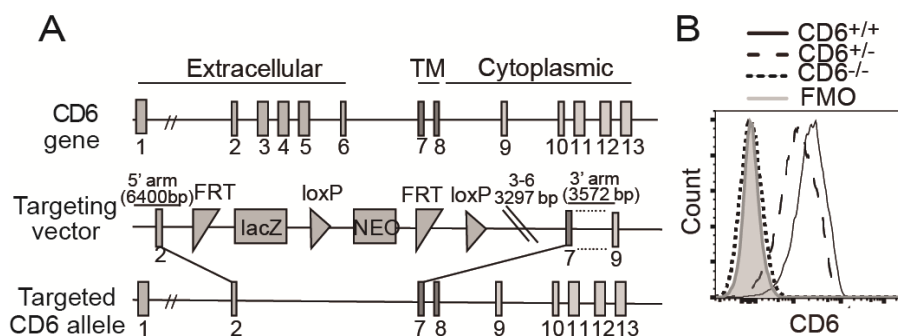 A
Extracellular TM Cytoplasmic
CD6 gene
1 2 3 4 5 6 7 8 9 10 11 12 13
5' arm (6400bp) FRT loxP FRT loxP 3-6 3297 bp 3' arm (3572 bp)
Targeting vector
lacZ NEO
2 7 9
Targeted CD6 allele
1 2 7 8 9 10 11 12 13
B
CD6+/+
CD6+/-
CD6-/-
FMO
Count
CD6